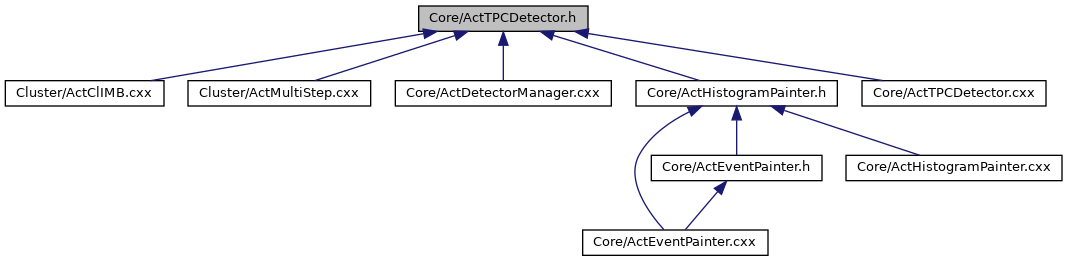 Core/ActTPCDetector.h
Cluster/ActClIMB.cxx
Cluster/ActMultiStep.cxx
Core/ActDetectorManager.cxx
Core/ActHistogramPainter.h
Core/ActTPCDetector.cxx
Core/ActEventPainter.h
Core/ActHistogramPainter.cxx
Core/ActEventPainter.cxx